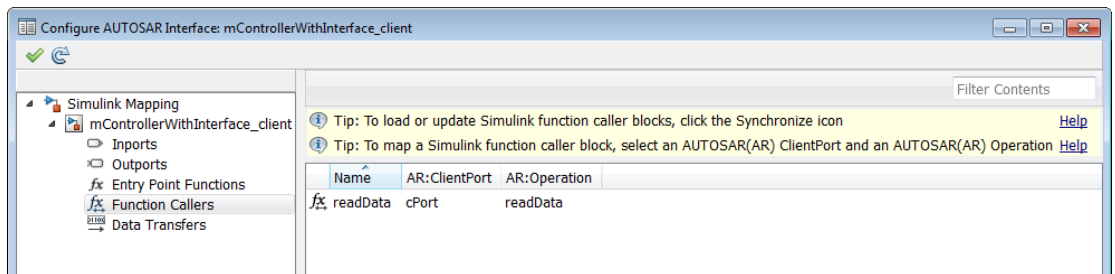 Configure AUTOSAR Interface: mControllerWithInterface_client
Filter Contents
Simulink Mapping
mControllerWithInterface_client
Inports
Outports
fx Entry Point Functions
fx Function Callers
Data Transfers
Tip: To load or update Simulink function caller blocks, click the Synchronize icon Help
Tip: To map a Simulink function caller block, select an AUTOSAR(AR) ClientPort and an AUTOSAR(AR) Operation Help
Name AR:ClientPort AR:Operation
fx readData cPort readData